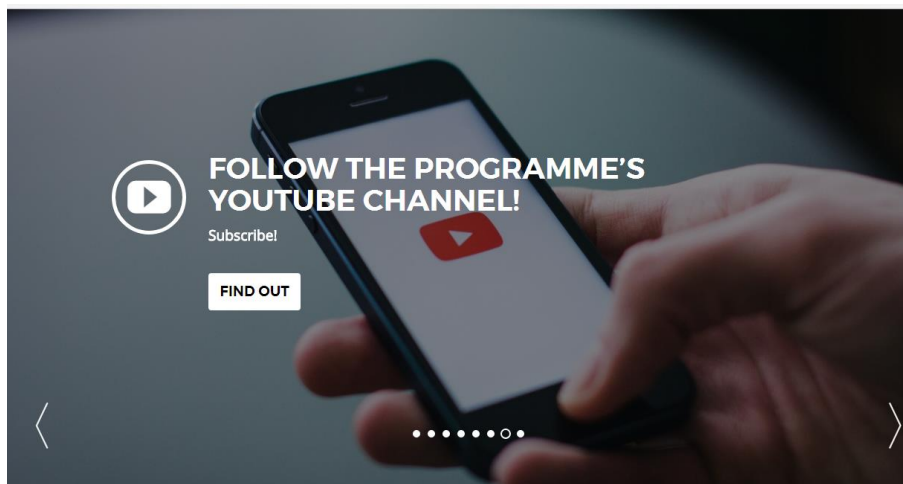 FOLLOW THE PROGRAMME'S
YOUTUBE CHANNEL!
Subscribe!
FIND OUT